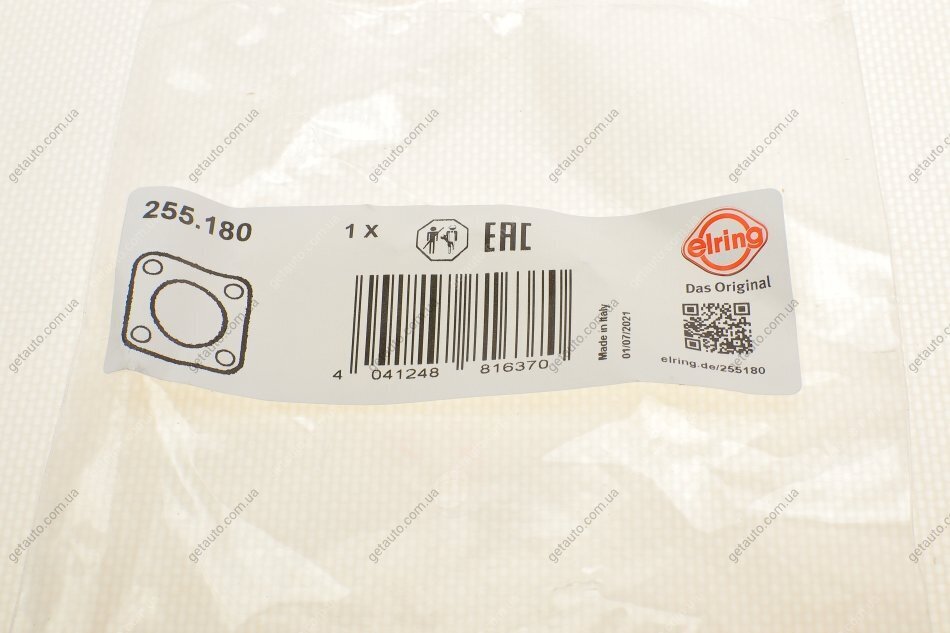 255.180
1 X
EAC
elring
Das Original
Made in Italy
01/07/2021
elring.de/255180
4 041248 816370
getauto.com.ua